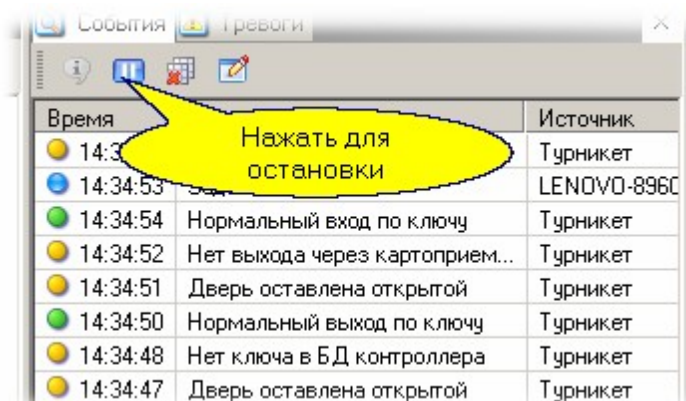 События Тревоги
Время Источник
Нажать для
остановки
14:3 Турникет
14:34:53 LENOVO-8960
14:34:54 Нормальный вход по ключу Турникет
14:34:52 Нет выхода через картоприем... Турникет
14:34:51 Дверь оставлена открытой Турникет
14:34:50 Нормальный выход по ключу Турникет
14:34:48 Нет ключа в БД контроллера Турникет
14:34:47 Дверь оставлена открытой Турникет